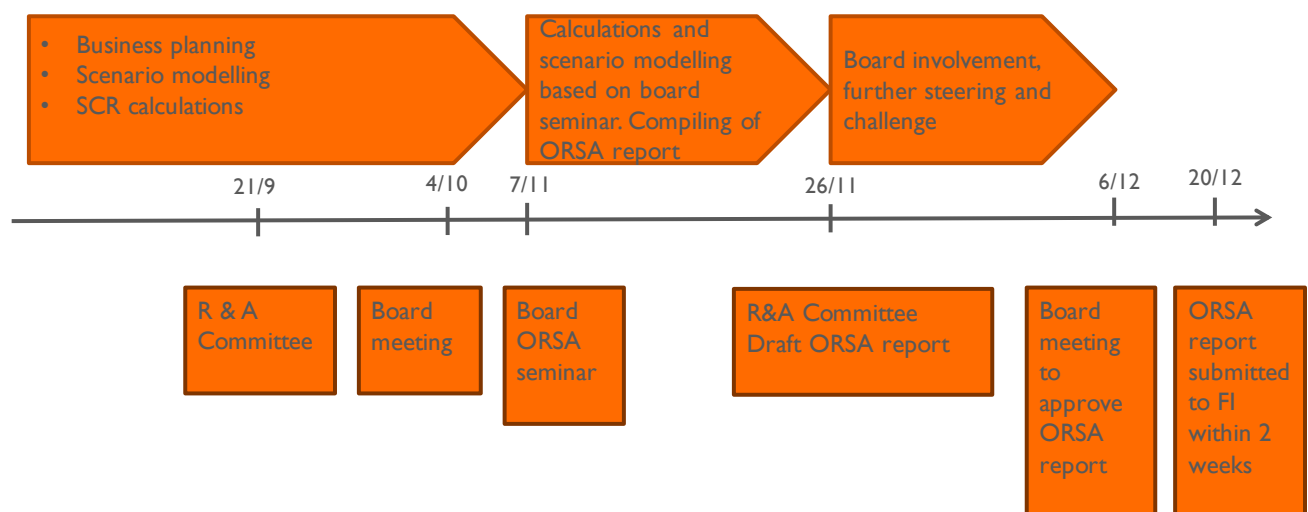 • Business planning
• Scenario modelling
• SCR calculations
Calculations and
scenario modelling
based on board
seminar. Compiling of
ORSA report
Board involvement,
further steering and
challenge
21/9
4/10
7/11
26/11
6/12
20/12
R & A
Committee
Board
meeting
Board
ORSA
seminar
R&A Committee
Draft ORSA report
Board
meeting
to
approve
ORSA
report
ORSA
report
submitted
to FI
within 2
weeks